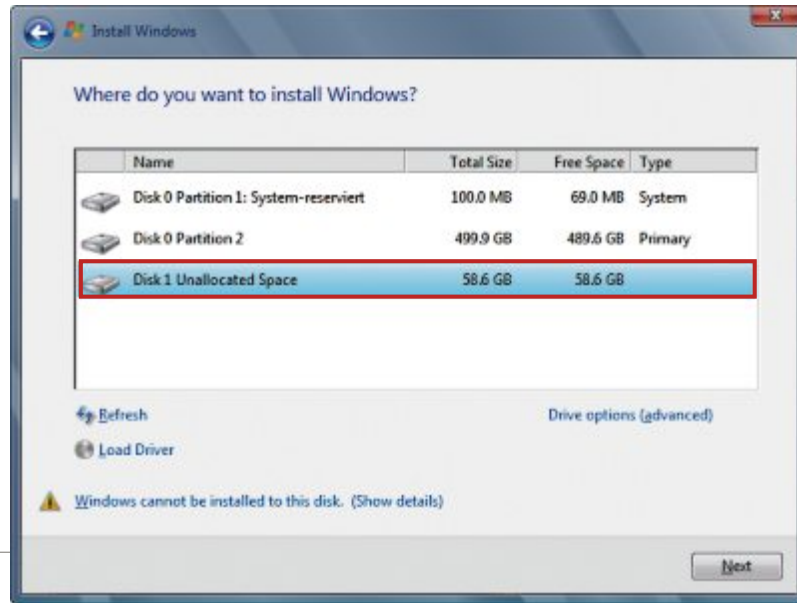 Install Windows
Where do you want to install Windows?
Name Total Size Free Space Type
Disk 0 Partition 1: System-reserviert 100.0 MB 69.0 MB System
Disk 0 Partition 2 499.9 GB 489.6 GB Primary
Disk 1 Unallocated Space 58.6 GB 58.6 GB
Refresh Drive options (advanced)
Load Driver
Windows cannot be installed to this disk. (Show details)
Next